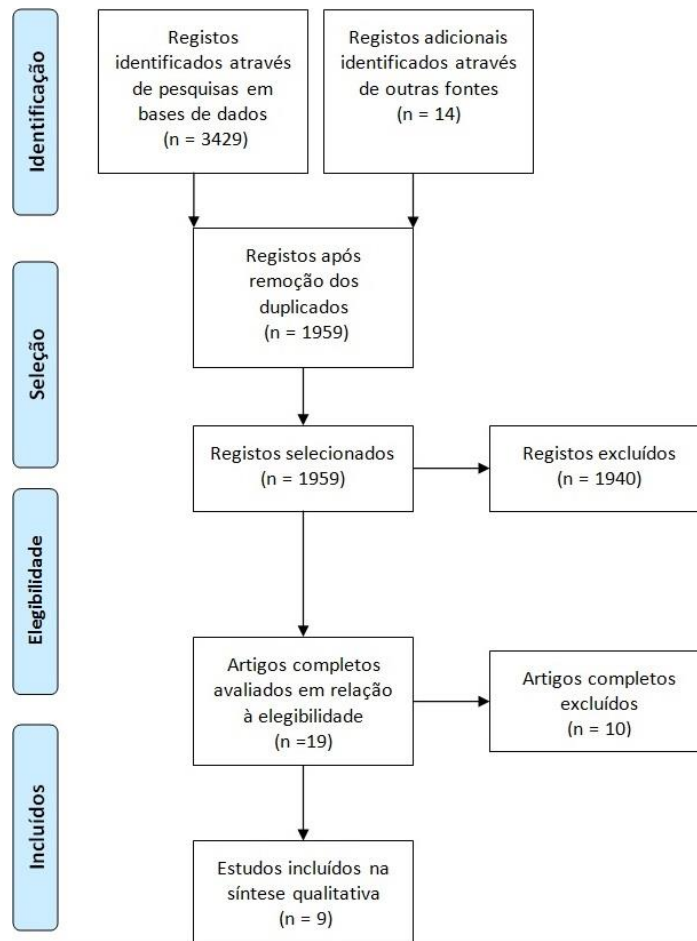 Identificação
Registos
identificados através
de pesquisas em
bases de dados
(n = 3429)
Registos adicionais
identificados através
de outras fontes
(n = 14)
Seleção
Registos após
remoção dos
duplicados
(n = 1959)
Registos selecionados
(n = 1959)
Registos excluídos
(n = 1940)
Elegibilidade
Artigos completos
avaliados em relação
à elegibilidade
(n =19)
Artigos completos
excluídos
(n = 10)
Incluídos
Estudos incluídos na
síntese qualitativa
(n = 9)